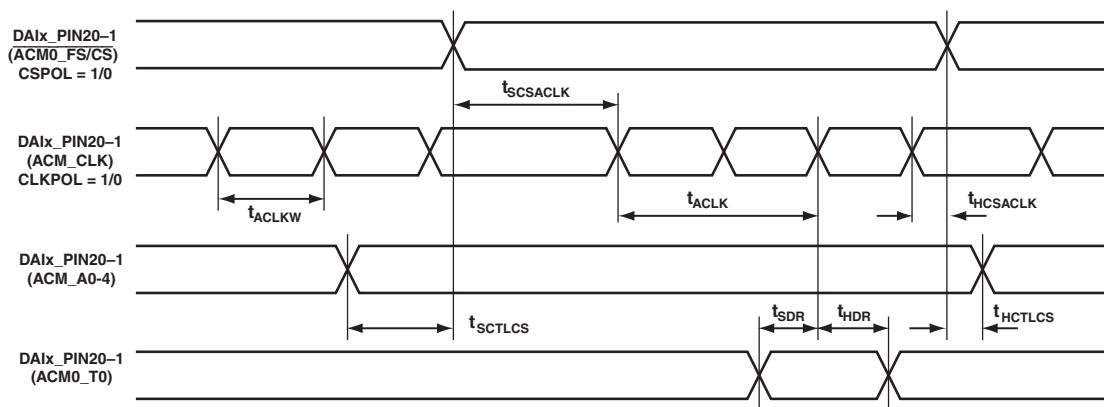 DAIx_PIN20–1
(ACM0_FS/CS)
CSPOL = 1/0
tSCSACLK
DAIx_PIN20–1
(ACM_CLK)
CLKPOL = 1/0
tACLKW
tACLK
tHCSACLK
DAIx_PIN20–1
(ACM_A0-4)
tSCTLCS
tSDR
tHDR
tHCTLCS
DAIx_PIN20–1
(ACM0_T0)